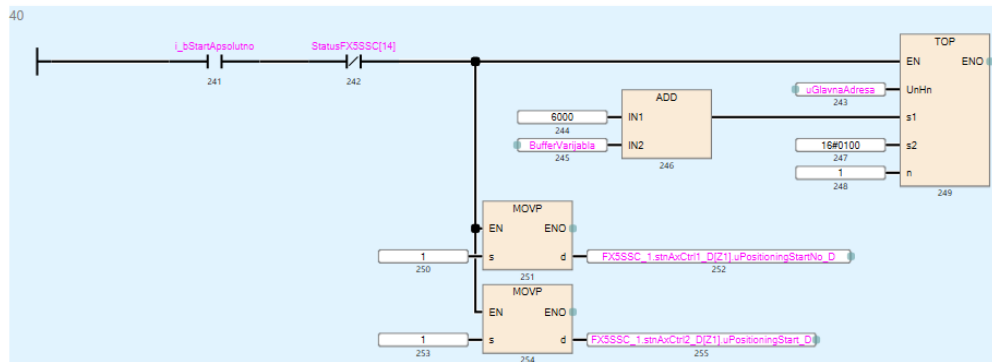 40
i_bStartApsolutno
241
StatusFX5SSC[14]
242
TOP
EN
ENO
uGlavnaAdresa
243
UnHn
ADD
6000
244
IN1
s1
BufferVarijabla
245
IN2
246
16#0100
247
s2
1
248
n
249
MOVP
EN
ENO
1
250
s
d
FX5SSC_1.stnAxCtrl1_D[Z1].uPositioningStartNo_D
251
252
MOVP
EN
ENO
1
253
s
d
FX5SSC_1.stnAxCtrl2_D[Z1].uPositioningStart_D
254
255